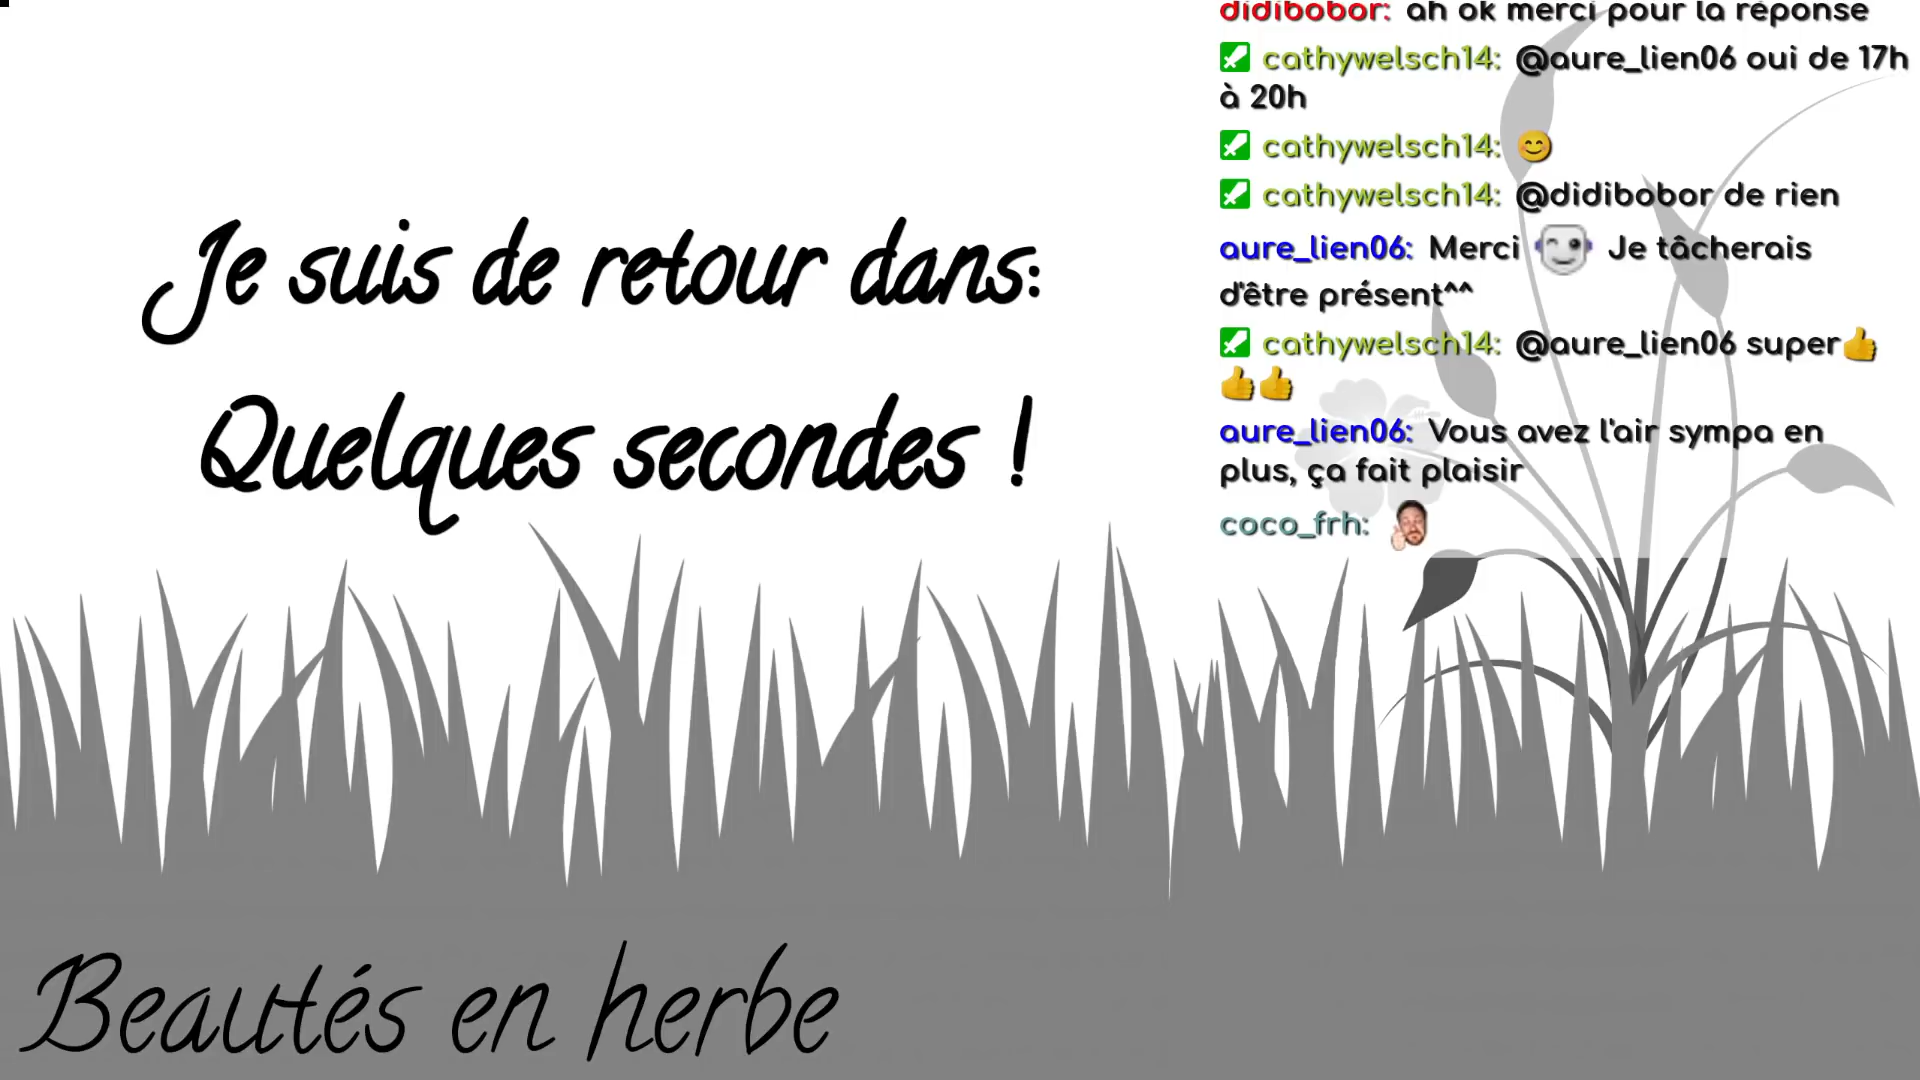 Je suis de retour dans:
Quelques secondes !
Beautés en herbe
didibobor: ah ok merci pour la réponse
cathywelsch14: @aure_lien06 oui de 17h
à 20h
cathywelsch14: 😊
cathywelsch14: @didibobor de rien
aure_lien06: Merci Je tâcherais
d'être présent^^
cathywelsch14: @aure_lien06 super👍
👍👍
aure_lien06: Vous avez l'air sympa en
plus, ça fait plaisir
coco_frh: